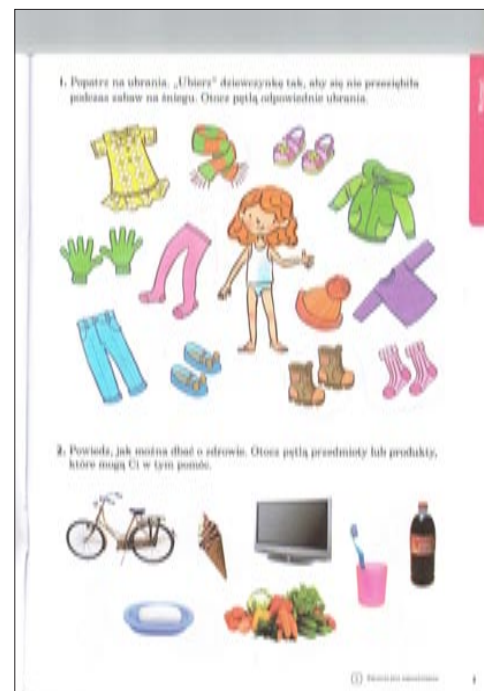 1. Popatrz na ubrania. „Ubierz” dziewczynkę tak, aby się nie przeziębiła
podczas zabaw na śniegu. Otocz pętlą odpowiednie ubrania.
2. Powiedz, jak można dbać o zdrowie. Otocz pętlą przedmioty lub produkty,
które mogą Ci w tym pomóc.